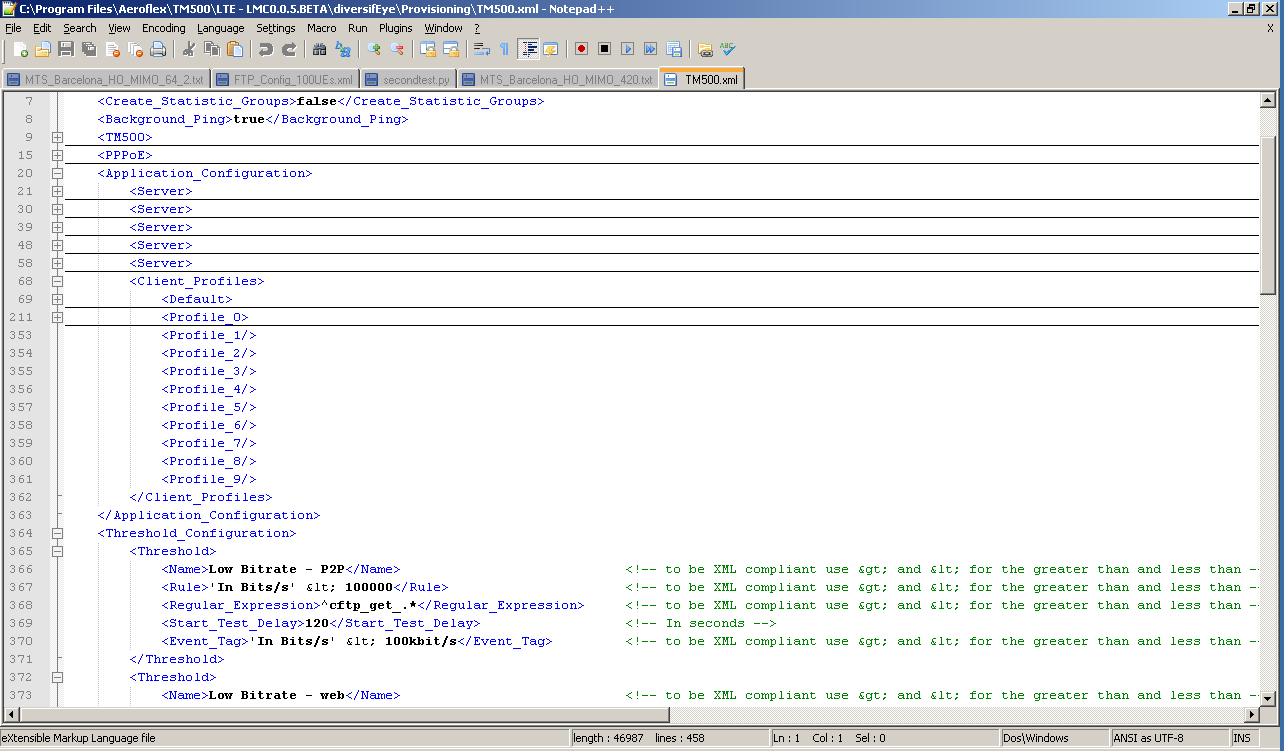 C:\Program Files\Aeroflex\TM500\LTE - LMC0.0.5.BETA\diversifEye\Provisioning\TM500.xml - Notepad++
File Edit Search View Encoding Language Settings Macro Run Plugins Window ? X
MTS_Barcelona_HO_MIMO_64_2.txt FTP_Config_100UEs.xml secondtest.py MTS_Barcelona_HO_MIMO_420.txt TM500.xml
7 <Create_Statistic_Groups>false</Create_Statistic_Groups>
8 <Background_Ping>true</Background_Ping>
9 <TM500>
15 <PPPoE>
20 <Application_Configuration>
21 <Server>
30 <Server>
39 <Server>
48 <Server>
58 <Server>
68 <Client_Profiles>
69 <Default>
211 <Profile_0>
353 <Profile_1/>
354 <Profile_2/>
355 <Profile_3/>
356 <Profile_4/>
357 <Profile_5/>
358 <Profile_6/>
359 <Profile_7/>
360 <Profile_8/>
361 <Profile_9/>
362 </Client_Profiles>
363 </Application_Configuration>
364 <Threshold_Configuration>
365 <Threshold>
366 <Name>Low Bitrate - P2P</Name> <!-- to be XML compliant use &gt; and &lt; for the greater than and less than -
367 <Rule>'In Bits/s' &lt; 100000</Rule> <!-- to be XML compliant use &gt; and &lt; for the greater than and less than -
368 <Regular_Expression>^cftp_get_.*</Regular_Expression> <!-- to be XML compliant use &gt; and &lt; for the greater than and less than -
369 <Start_Test_Delay>120</Start_Test_Delay> <!-- In seconds -->
370 <Event_Tag>'In Bits/s' &lt; 100kbit/s</Event_Tag> <!-- to be XML compliant use &gt; and &lt; for the greater than and less than -
371 </Threshold>
372 <Threshold>
373 <Name>Low Bitrate - web</Name> <!-- to be XML compliant use &gt; and &lt; for the greater than and less than -
eXtensible Markup Language file length : 46987 lines : 458 Ln : 1 Col : 1 Sel : 0 Dos\Windows ANSI as UTF-8 INS